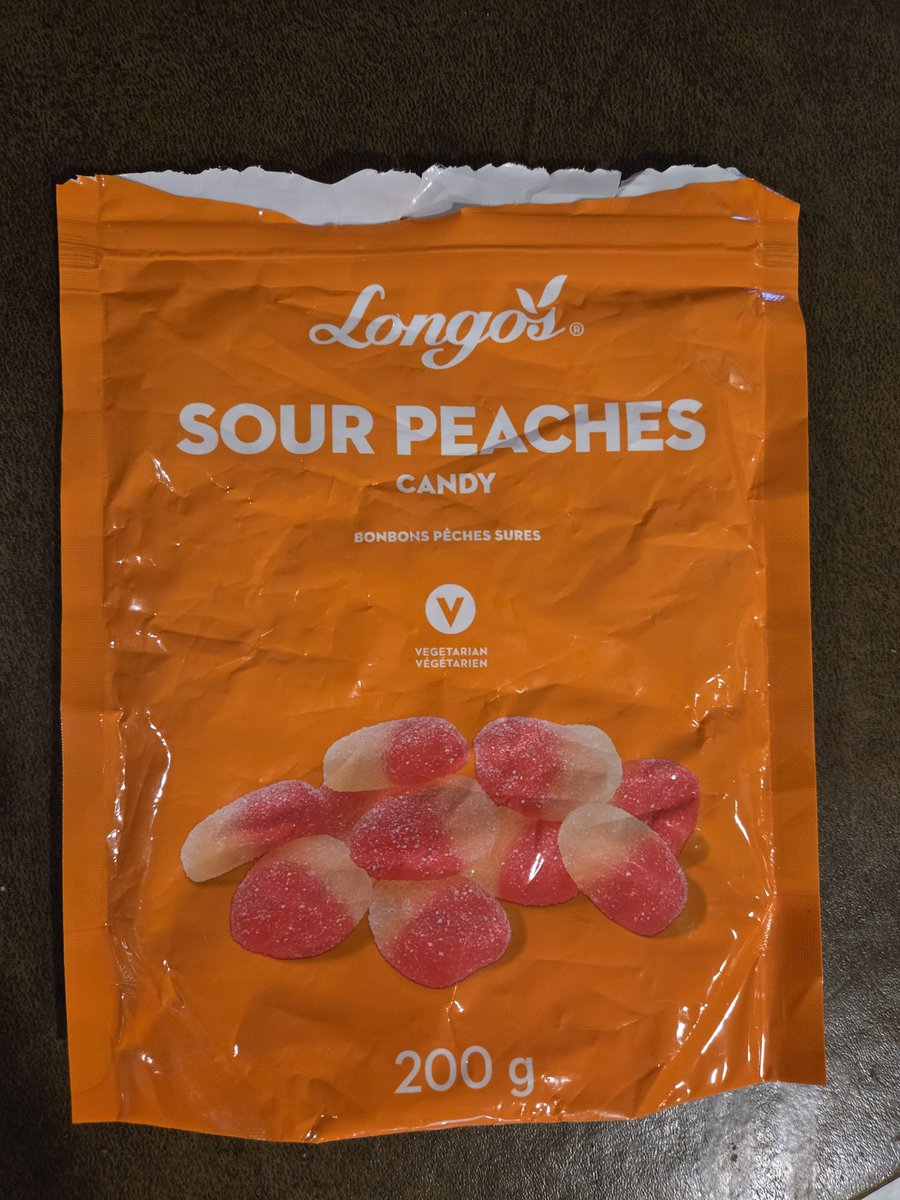 Longo's®
SOUR PEACHES
CANDY
BONBONS PÊCHES SURES
V
VEGETARIAN
VÉGÉTARIEN
200 g